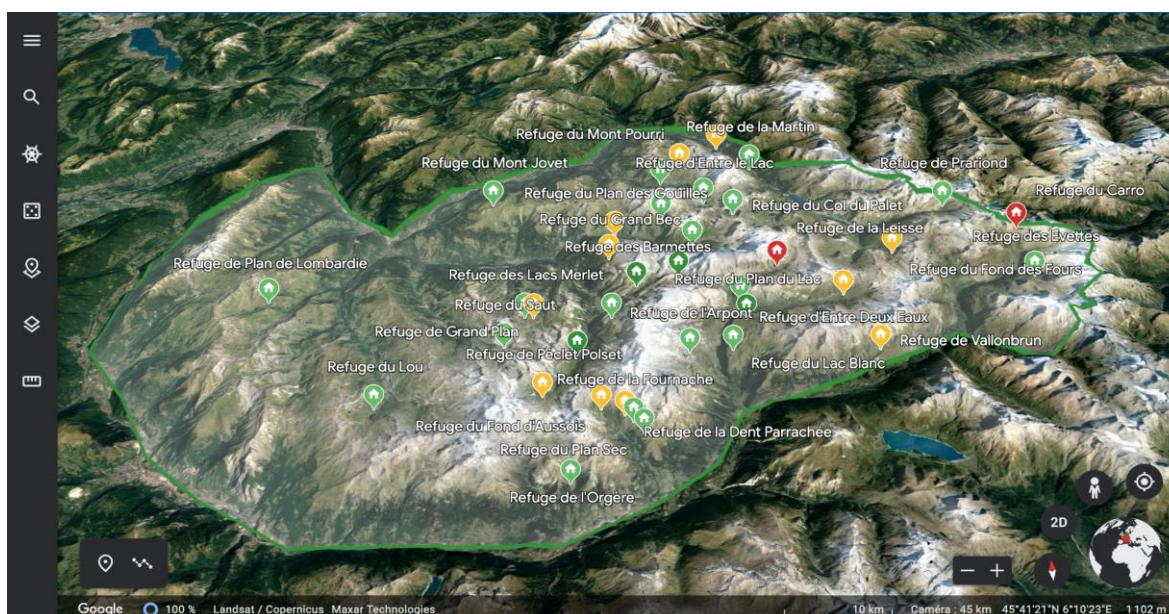 Refuge du Mont Pourri
Refuge de la Martin
Refuge du Mont Jovet
Refuge d'Entre le Lac
Refuge de Prariond
Refuge du Plan des Gouilles
Refuge du Carro
Refuge du Col du Palet
Refuge du Grand Bec
Refuge de la Leisse
Refuge des Evettes
Refuge des Barmettes
Refuge de Plan de Lombardie
Refuge des Lacs Merlet
Refuge du Plan du Lac
Refuge du Fond des Fours
Refuge du Saut
Refuge de l'Arpont
Refuge d'Entre Deux Eaux
Refuge de Grand Plan
Refuge de Vallonbrun
Refuge de Péclet Polset
Refuge du Lou
Refuge du Lac Blanc
Refuge de la Fournache
Refuge du Fond d'Aussois
Refuge de la Dent Parrachée
Refuge du Plan Sec
Refuge de l'Orgère
2D
Google 100 % Landsat / Copernicus Maxar Technologies 10 km Caméra : 45 km 45°41'21"N 6°10'23"E 1 102 m